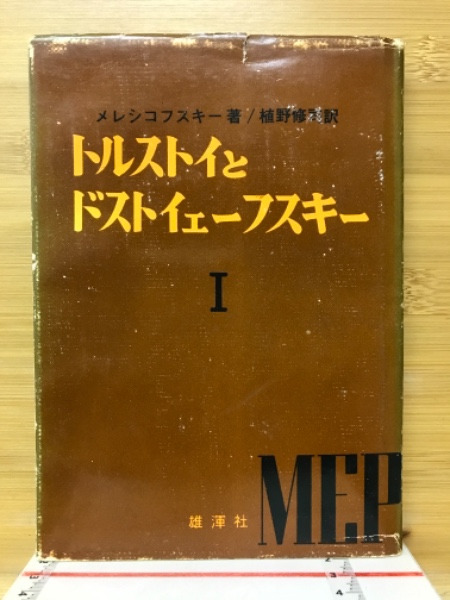 メレシコフスキー著/植野修司訳
トルストイと
ドストイェーフスキー
I
MEP
雄渾社